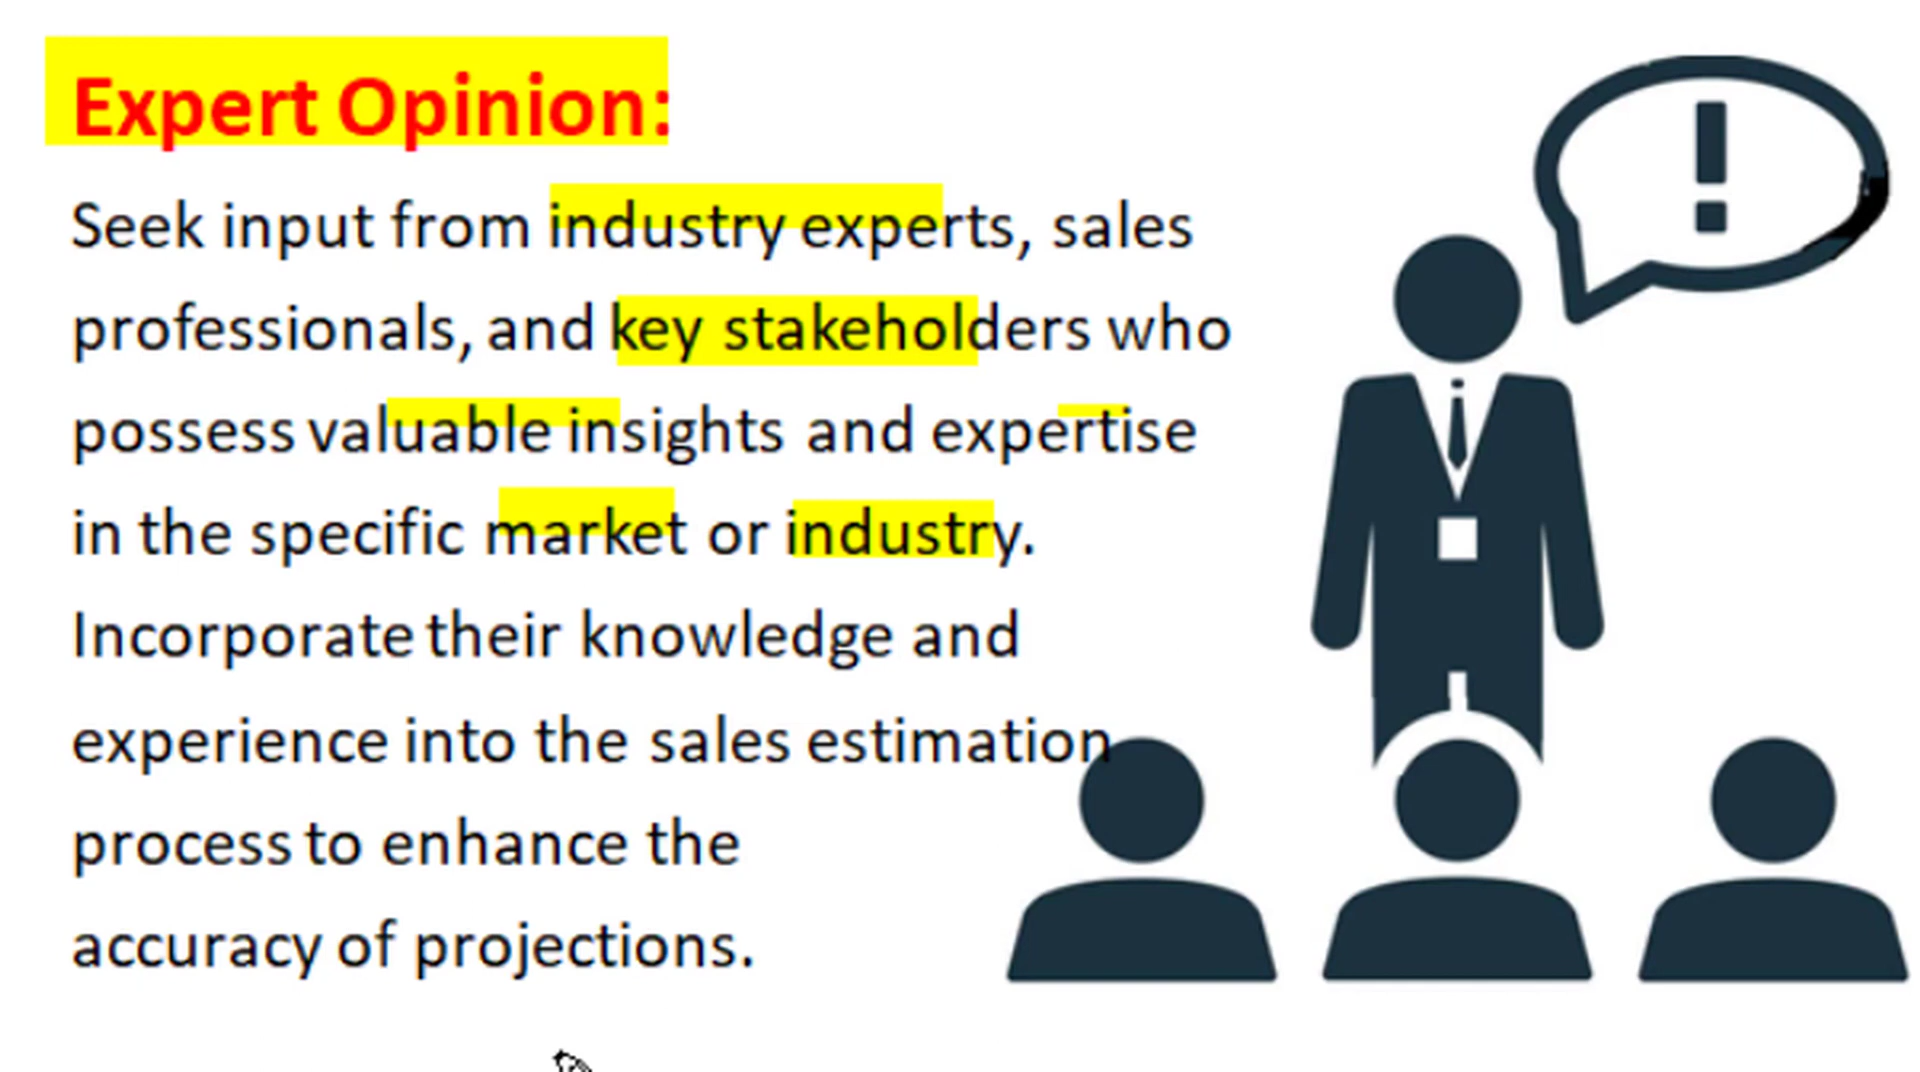 Expert Opinion:
Seek input from industry experts, sales
professionals, and key stakeholders who
possess valuable insights and expertise
in the specific market or industry.
Incorporate their knowledge and
experience into the sales estimation
process to enhance the
accuracy of projections.
!